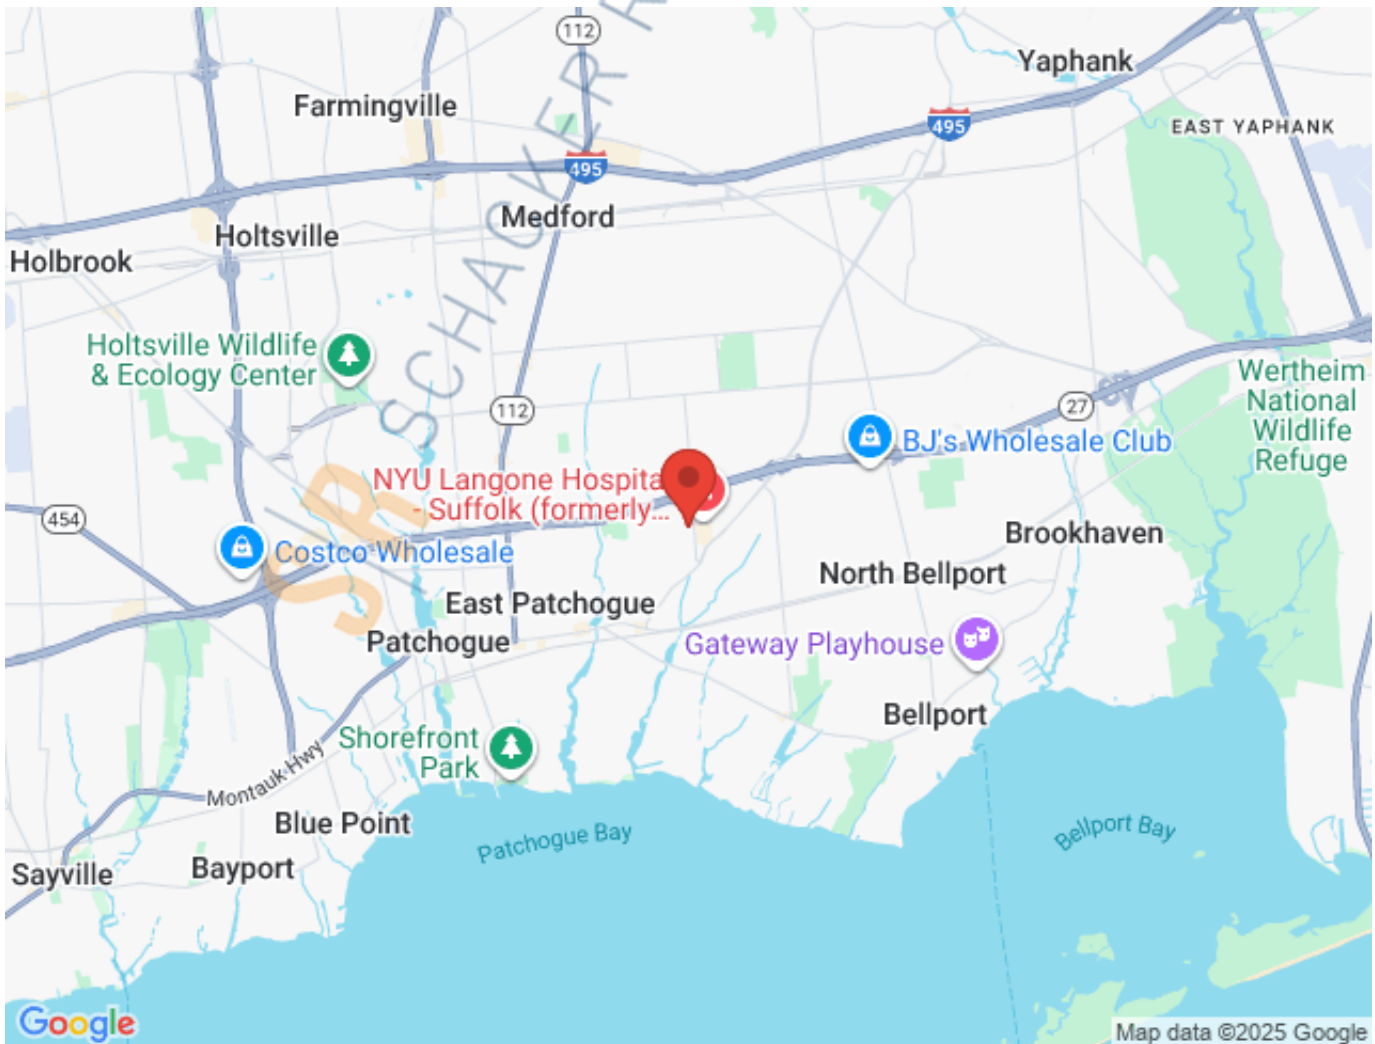 112
Yaphank
Farmingville
495
EAST YAPHANK
495
Medford
Holtsville
Holbrook
SCHACKER R
Holtsville Wildlife
& Ecology Center
Wertheim
National
Wildlife
Refuge
112
27
BJ's Wholesale Club
NYU Langone Hospita
- Suffolk (formerly...
454
Costco Wholesale
Brookhaven
North Bellport
East Patchogue
Patchogue
Gateway Playhouse
Bellport
Shorefront
Park
Montauk Hwy
Blue Point
Patchogue Bay
Bellport Bay
Bayport
Sayville
Google
Map data ©2025 Google